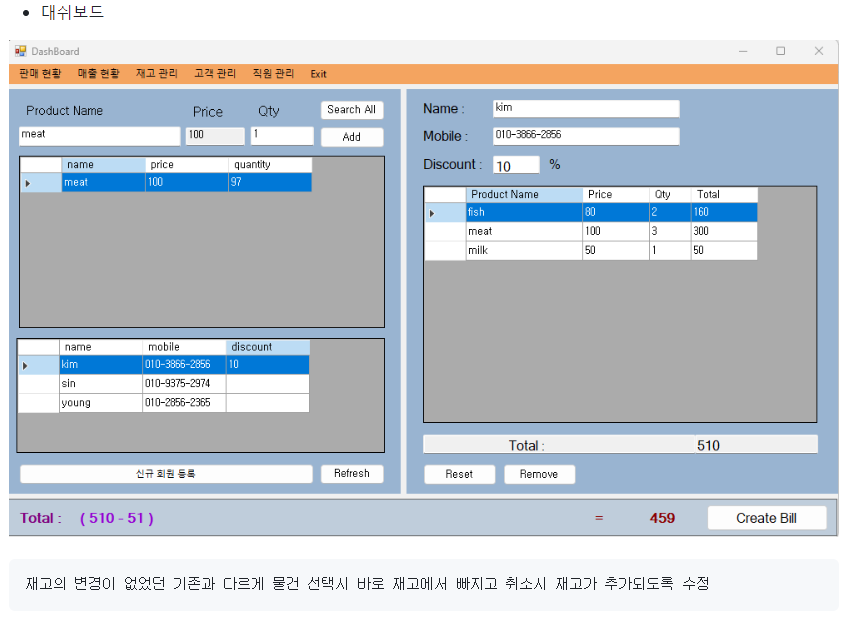 대쉬보드
DashBoard
판매 현황 매출 현황 재고 관리 고객 관리 직원 관리 Exit
Product Name Price Qty Search All
meat 100 1 Add
name price quantity
meat 100 97
name mobile discount
kim 010-3866-2856 10
sin 010-9375-2974
young 010-2856-2365
신규 회원 등록 Refresh
Name : kim
Mobile : 010-3866-2856
Discount : 10 %
Product Name Price Qty Total
fish 80 2 160
meat 100 3 300
milk 50 1 50
Total : 510
Reset Remove
Total : ( 510 - 51 ) = 459 Create Bill
재고의 변경이 없었던 기존과 다르게 물건 선택시 바로 재고에서 빠지고 취소시 재고가 추가되도록 수정